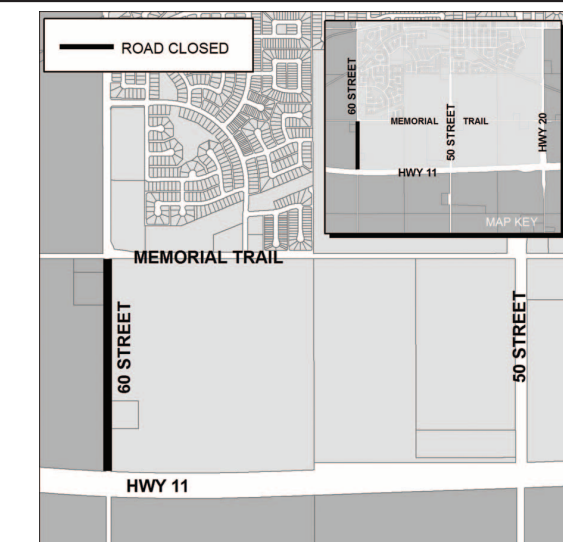 ROAD CLOSED
60 STREET
MEMORIAL TRAIL
50 STREET
HWY 20
HWY 11
MAP KEY
MEMORIAL TRAIL
60 STREET
50 STREET
HWY 11